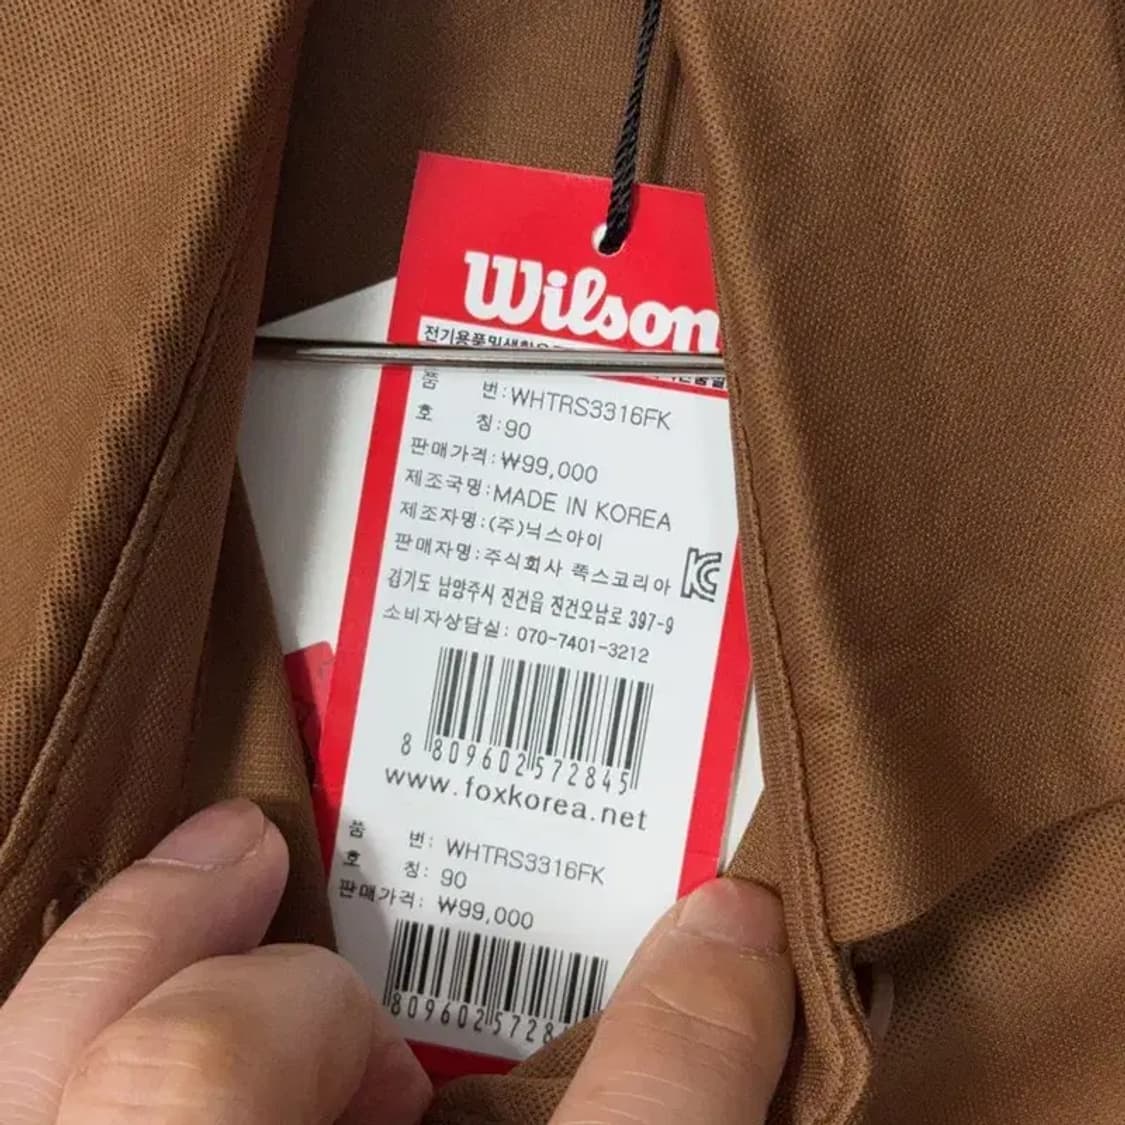 Wilson
전기용품및생활용
품 번:WHTRS3316FK
호 칭:90
판매가격:₩99,000
제조국명:MADE IN KOREA
제조자명:(주)닉스아이
판매자명:주식회사 폭스코리아
경기도 남양주시 진건읍 진건오남로 397-9
소비자상담실: 070-7401-3212
8 809602 572845
www.foxkorea.net
품 번: WHTRS3316FK
호 칭: 90
판매가격: ₩99,000
809602 5728